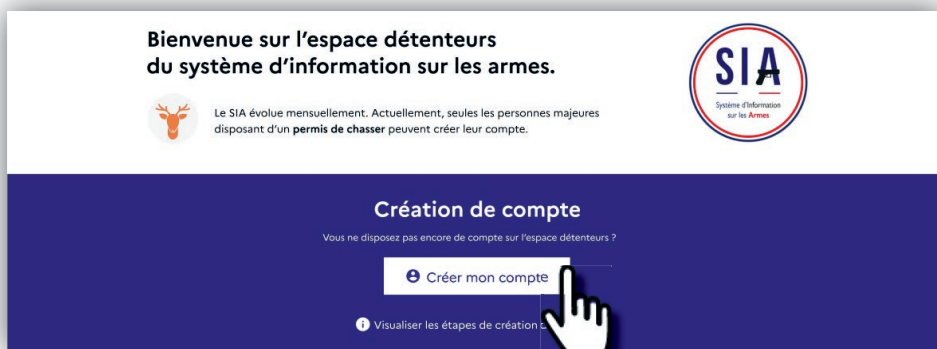 Bienvenue sur l'espace détenteurs
du système d'information sur les armes.
Le SIA évolue mensuellement. Actuellement, seules les personnes majeures
disposant d'un permis de chasser peuvent créer leur compte.
SIA
Système d'Information
sur les Armes
Création de compte
Vous ne disposez pas encore de compte sur l'espace détenteurs ?
Créer mon compte
Visualiser les étapes de création